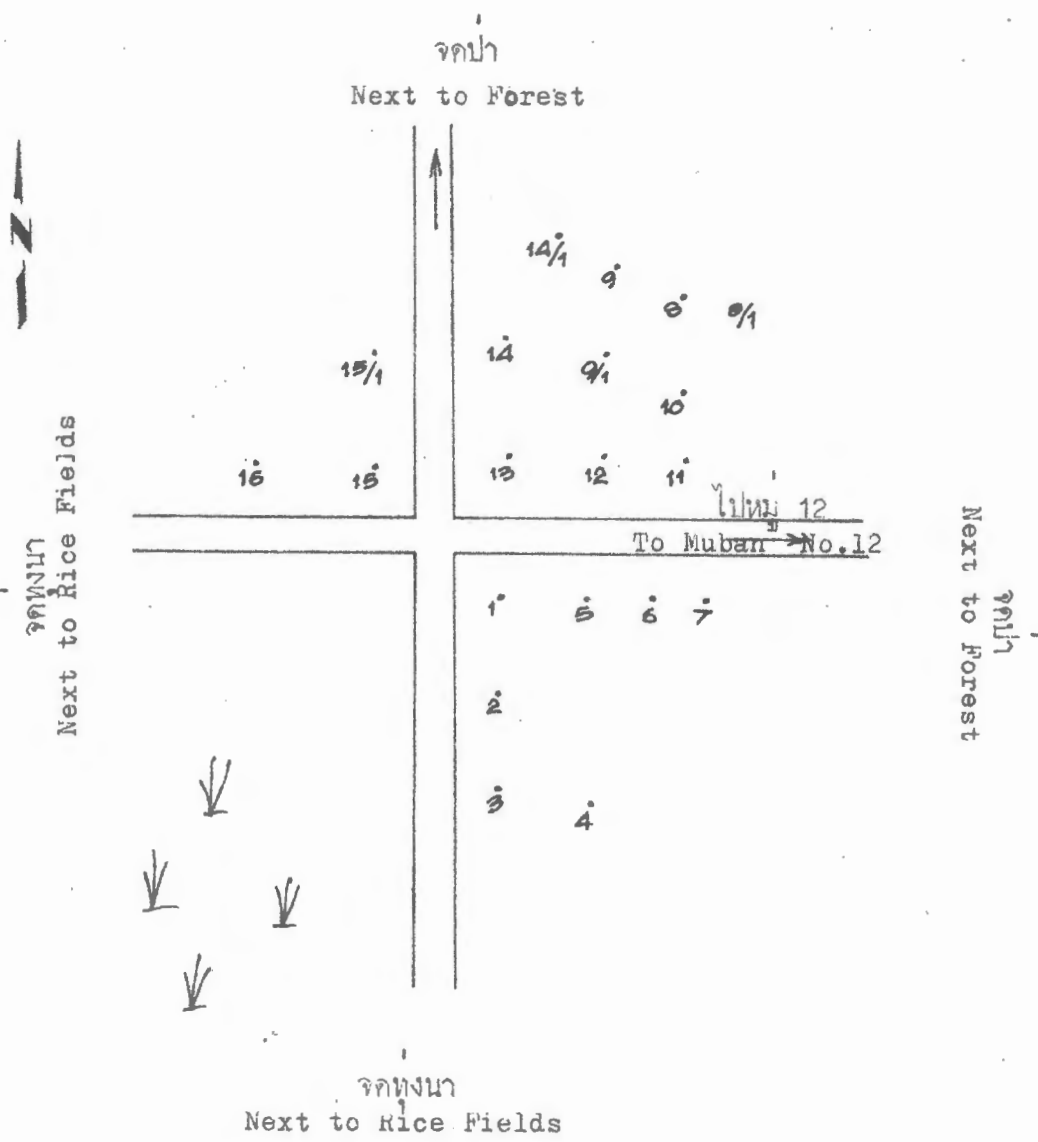 จดป่า
Next to Forest
N
14/1
9
8
8/1
14
9/1
15/1
10
16
15
13
12
11
ไปหมู่ 12
To Muban No.12
จดทุ่งนา
Next to Rice Fields
Next to Forest
จดป่า
1
5
6
7
2
3
4
จดทุ่งนา
Next to Rice Fields